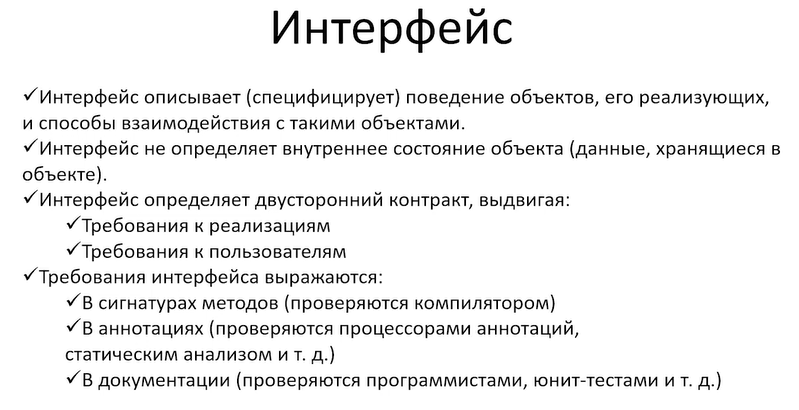 Интерфейс
✓Интерфейс описывает (специфицирует) поведение объектов, его реализующих,
и способы взаимодействия с такими объектами.
✓Интерфейс не определяет внутреннее состояние объекта (данные, хранящиеся в
объекте).
✓Интерфейс определяет двусторонний контракт, выдвигая:
✓Требования к реализациям
✓Требования к пользователям
✓Требования интерфейса выражаются:
✓В сигнатурах методов (проверяются компилятором)
✓В аннотациях (проверяются процессорами аннотаций,
статическим анализом и т. д.)
✓В документации (проверяются программистами, юнит-тестами и т. д.)